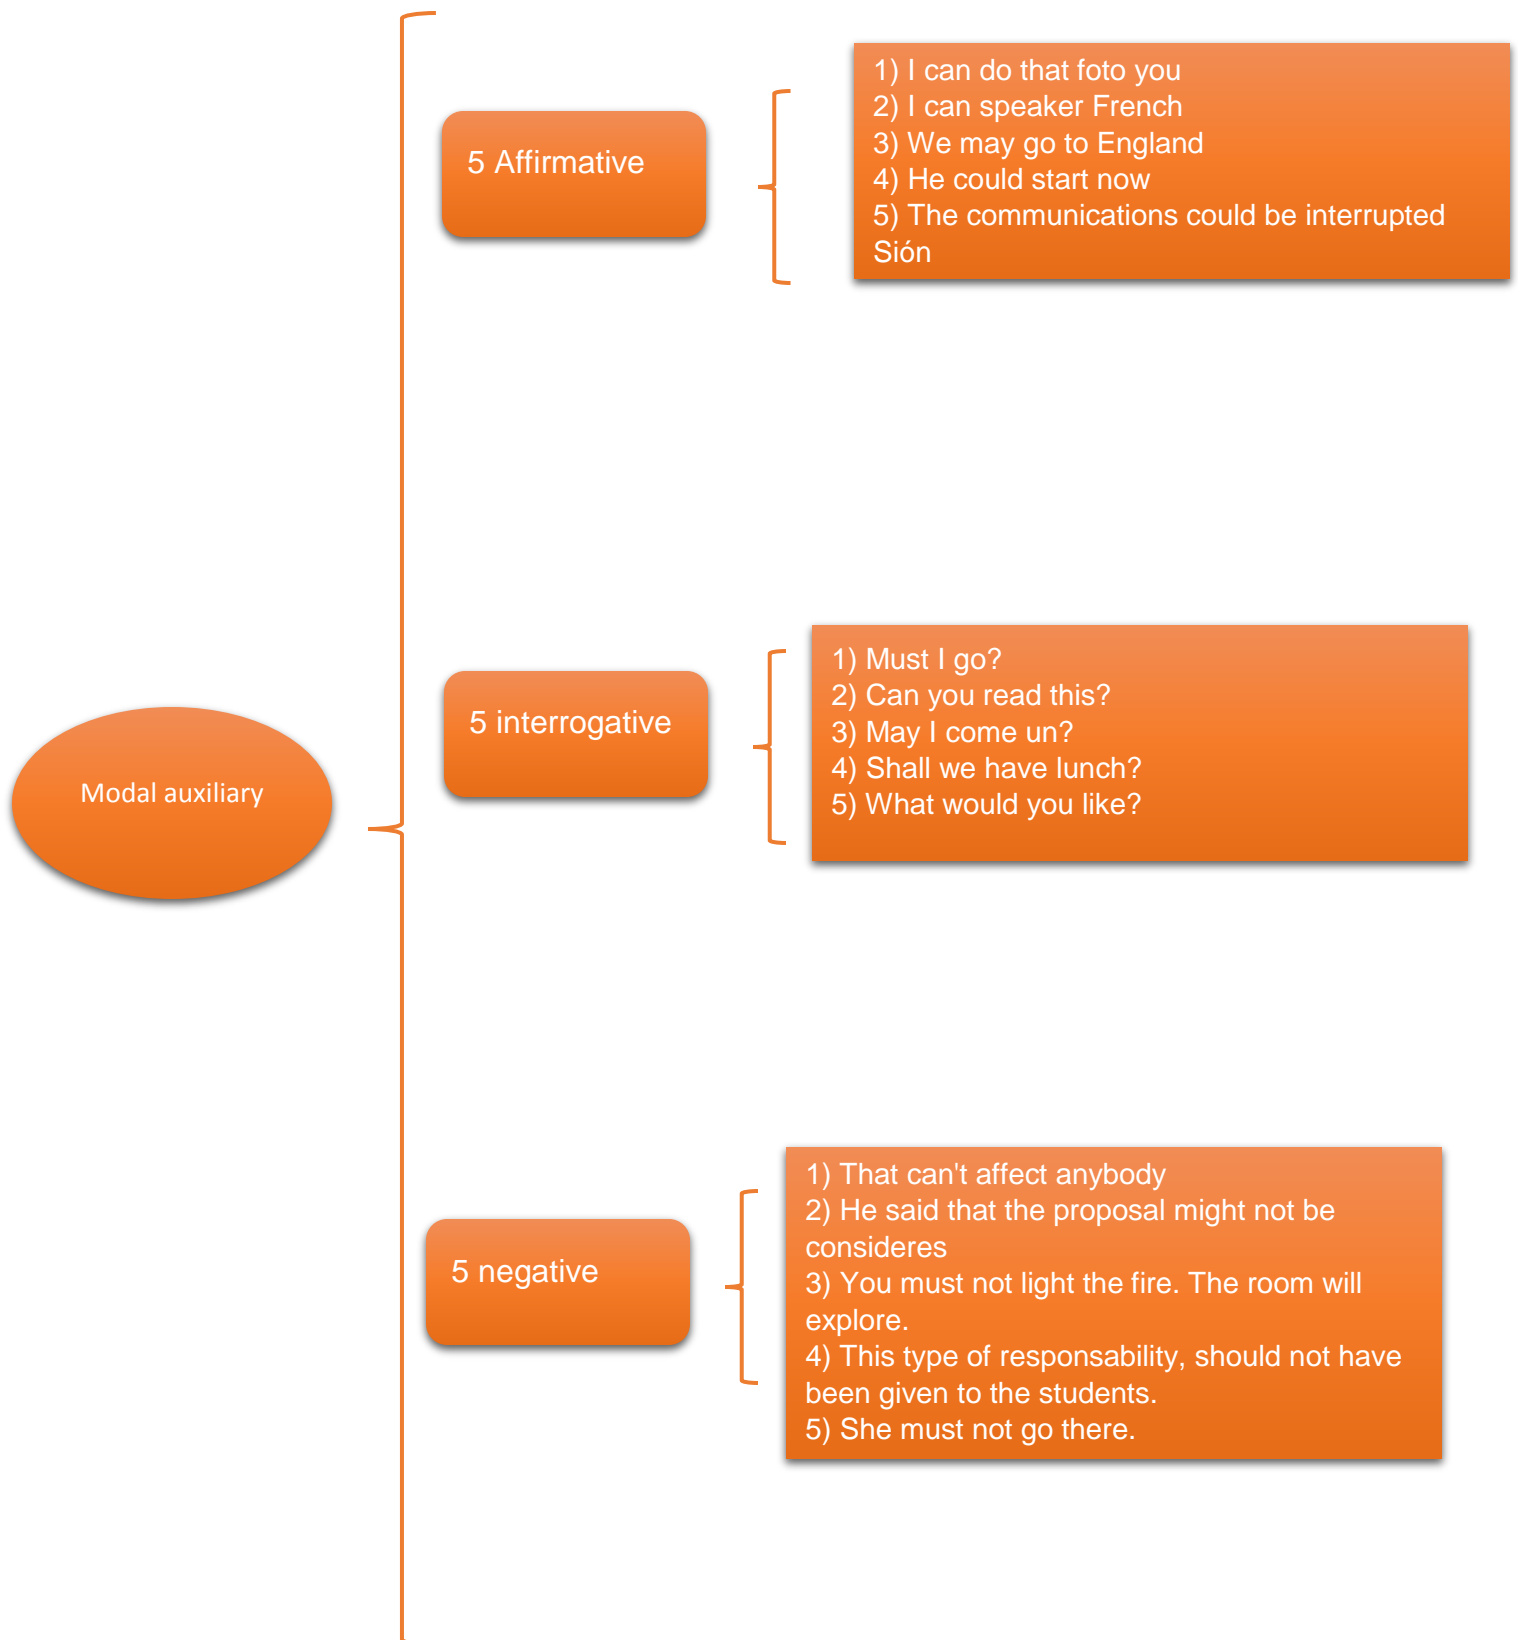 Modal auxiliary
5 Affirmative
1) I can do that foto you
2) I can speaker French
3) We may go to England
4) He could start now
5) The communications could be interrupted
Sión
5 interrogative
1) Must I go?
2) Can you read this?
3) May I come un?
4) Shall we have lunch?
5) What would you like?
5 negative
1) That can't affect anybody
2) He said that the proposal might not be
consideres
3) You must not light the fire. The room will
explore.
4) This type of responsability, should not have
been given to the students.
5) She must not go there.